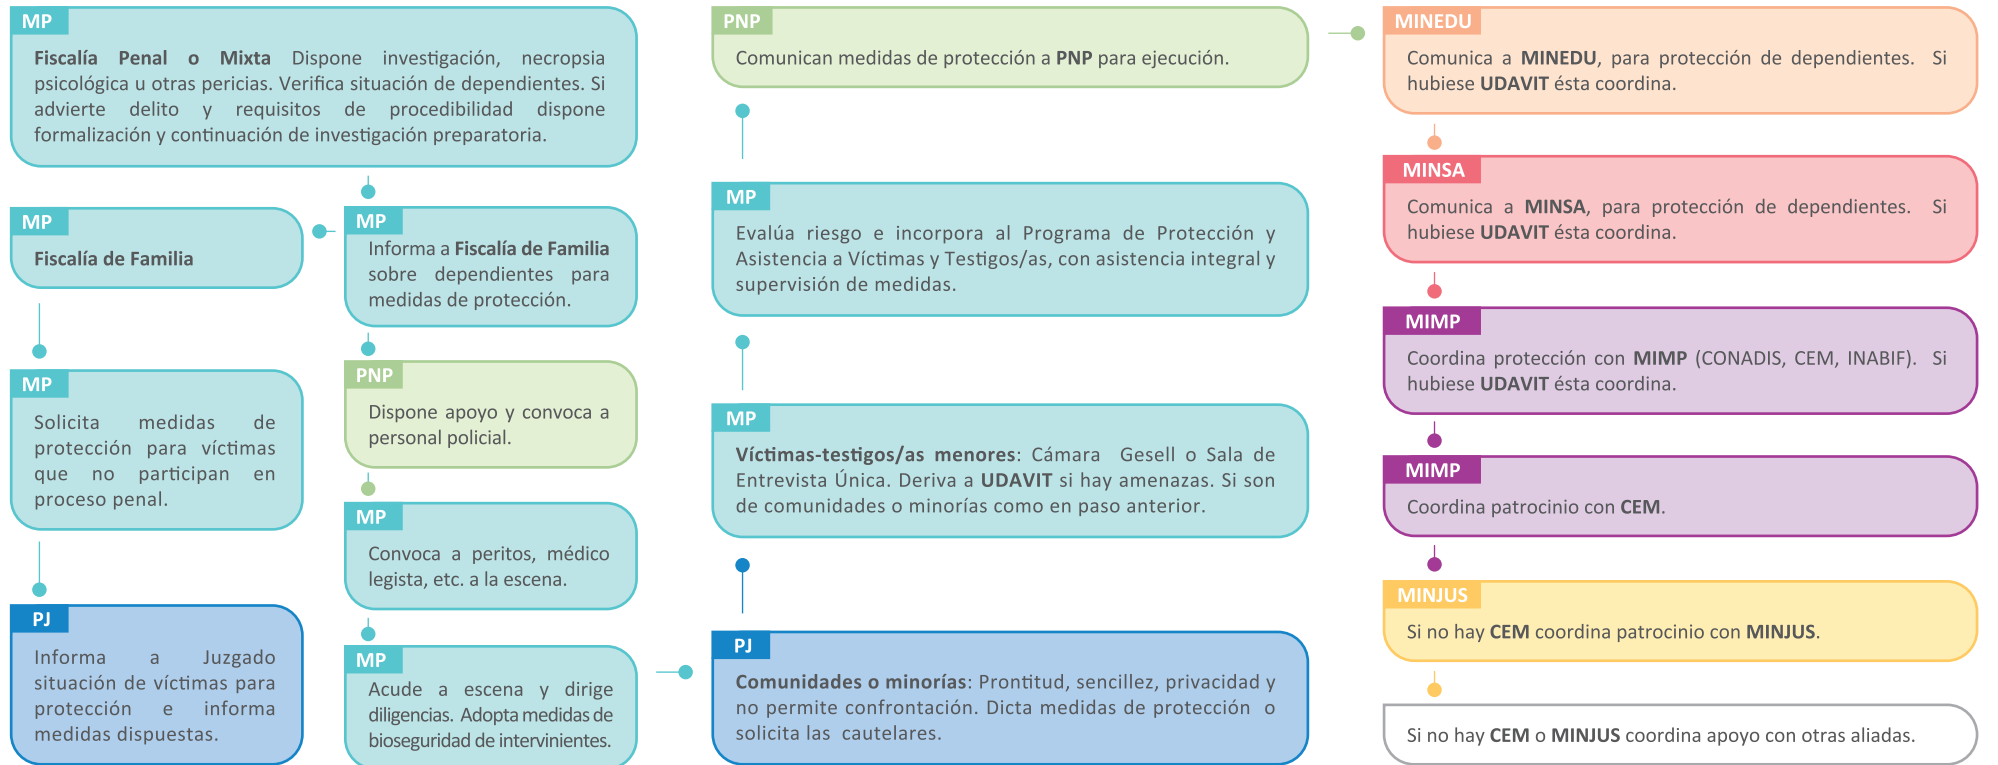 MP
Fiscalía Penal o Mixta Dispone investigación, necropsia
psicológica u otras pericias. Verifica situación de dependientes. Si
advierte delito y requisitos de procedibilidad dispone
formalización y continuación de investigación preparatoria.
MP
Fiscalía de Familia
MP
Solicita medidas de
protección para víctimas
que no participan en
proceso penal.
PJ
Informa a Juzgado
situación de víctimas para
protección e informa
medidas dispuestas.
MP
Informa a Fiscalía de Familia
sobre dependientes para
medidas de protección.
PNP
Dispone apoyo y convoca a
personal policial.
MP
Convoca a peritos, médico
legista, etc. a la escena.
MP
Acude a escena y dirige
diligencias. Adopta medidas de
bioseguridad de intervinientes.
PNP
Comunican medidas de protección a PNP para ejecución.
MP
Evalúa riesgo e incorpora al Programa de Protección y
Asistencia a Víctimas y Testigos/as, con asistencia integral y
supervisión de medidas.
MP
Víctimas-testigos/as menores: Cámara Gesell o Sala de
Entrevista Única. Deriva a UDAVIT si hay amenazas. Si son
de comunidades o minorías como en paso anterior.
PJ
Comunidades o minorías: Prontitud, sencillez, privacidad y
no permite confrontación. Dicta medidas de protección o
solicita las cautelares.
MINEDU
Comunica a MINEDU, para protección de dependientes. Si
hubiese UDAVIT ésta coordina.
MINSA
Comunica a MINSA, para protección de dependientes. Si
hubiese UDAVIT ésta coordina.
MIMP
Coordina protección con MIMP (CONADIS, CEM, INABIF). Si
hubiese UDAVIT ésta coordina.
MIMP
Coordina patrocinio con CEM.
MINJUS
Si no hay CEM coordina patrocinio con MINJUS.
Si no hay CEM o MINJUS coordina apoyo con otras aliadas.